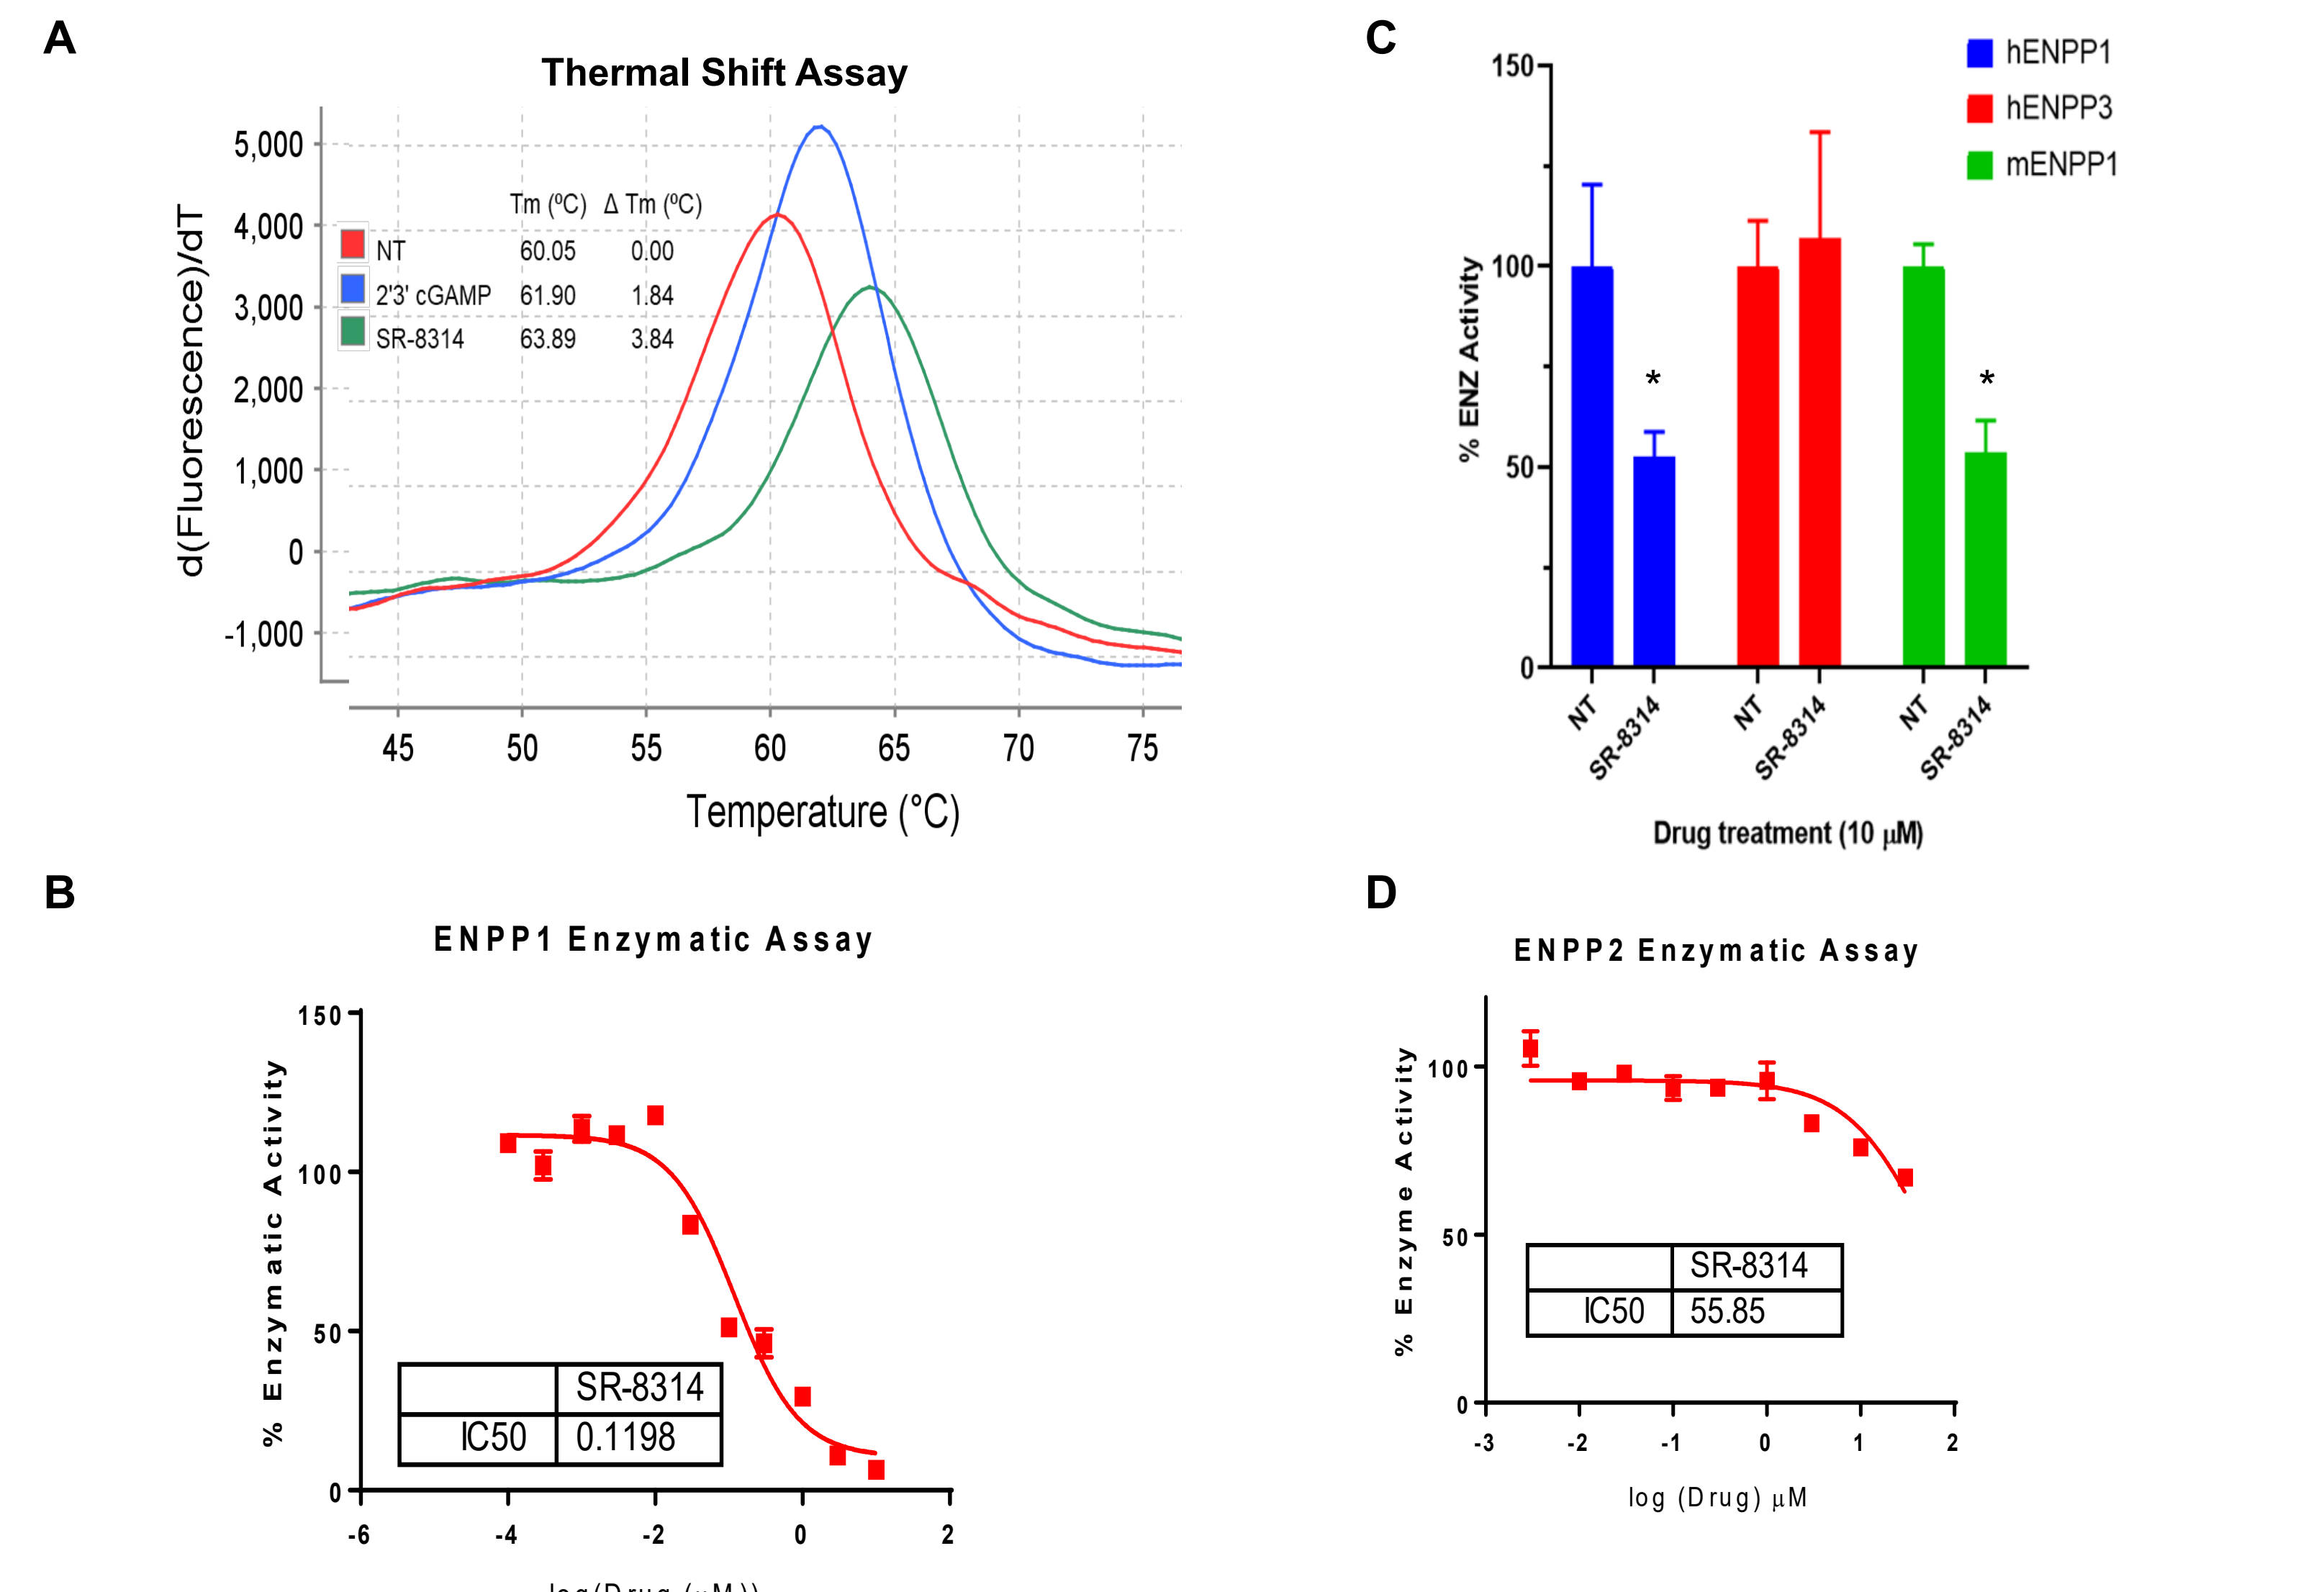 A
Thermal Shift Assay
d(Fluorescence)/dT
5,000
4,000
3,000
2,000
1,000
0
-1,000
Tm (ºC) Δ Tm (ºC)
NT 60.05 0.00
2'3' cGAMP 61.90 1.84
SR-8314 63.89 3.84
45 50 55 60 65 70 75
Temperature (°C)
B
ENPP1 Enzymatic Assay
% Enzymatic Activity
150
100
50
0
SR-8314
IC50 0.1198
-6 -4 -2 0 2
log(Drug (μM))
C
hENPP1
hENPP3
mENPP1
% ENZ Activity
150
100
50
0
* *
NT SR-8314 NT SR-8314 NT SR-8314
Drug treatment (10 μM)
D
ENPP2 Enzymatic Assay
% Enzyme Activity
100
50
0
SR-8314
IC50 55.85
-3 -2 -1 0 1 2
log (Drug) μM